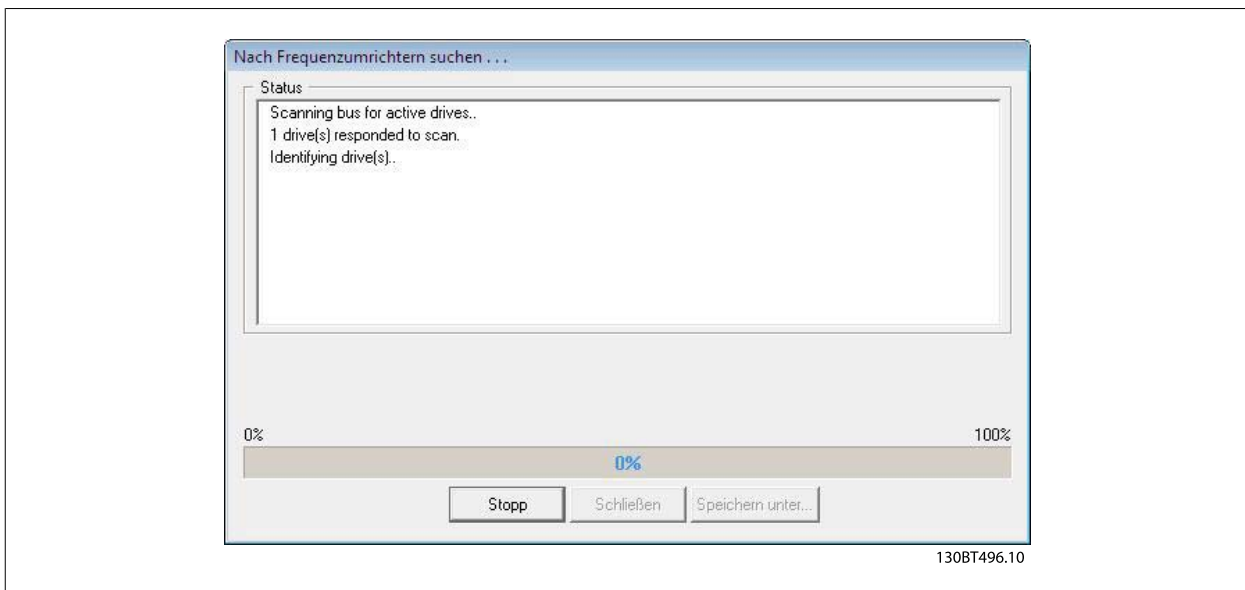 Nach Frequenzumrichtern suchen . . .
Status
Scanning bus for active drives..
1 drive(s) responded to scan.
Identifying drive(s)..
0% 100%
0%
Stopp Schließen Speichern unter...
130BT496.10